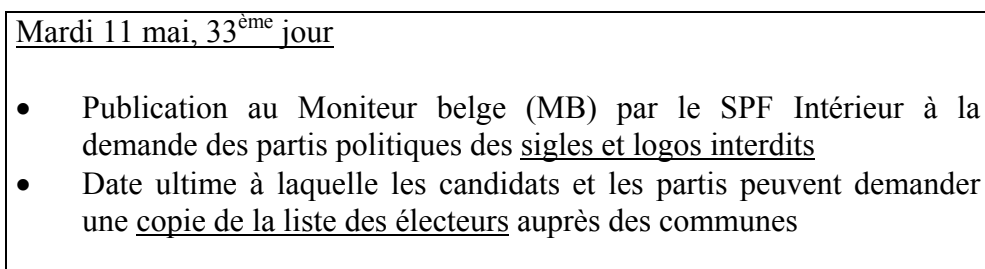 Mardi 11 mai, 33ème jour
• Publication au Moniteur belge (MB) par le SPF Intérieur à la
demande des partis politiques des sigles et logos interdits
• Date ultime à laquelle les candidats et les partis peuvent demander
une copie de la liste des électeurs auprès des communes